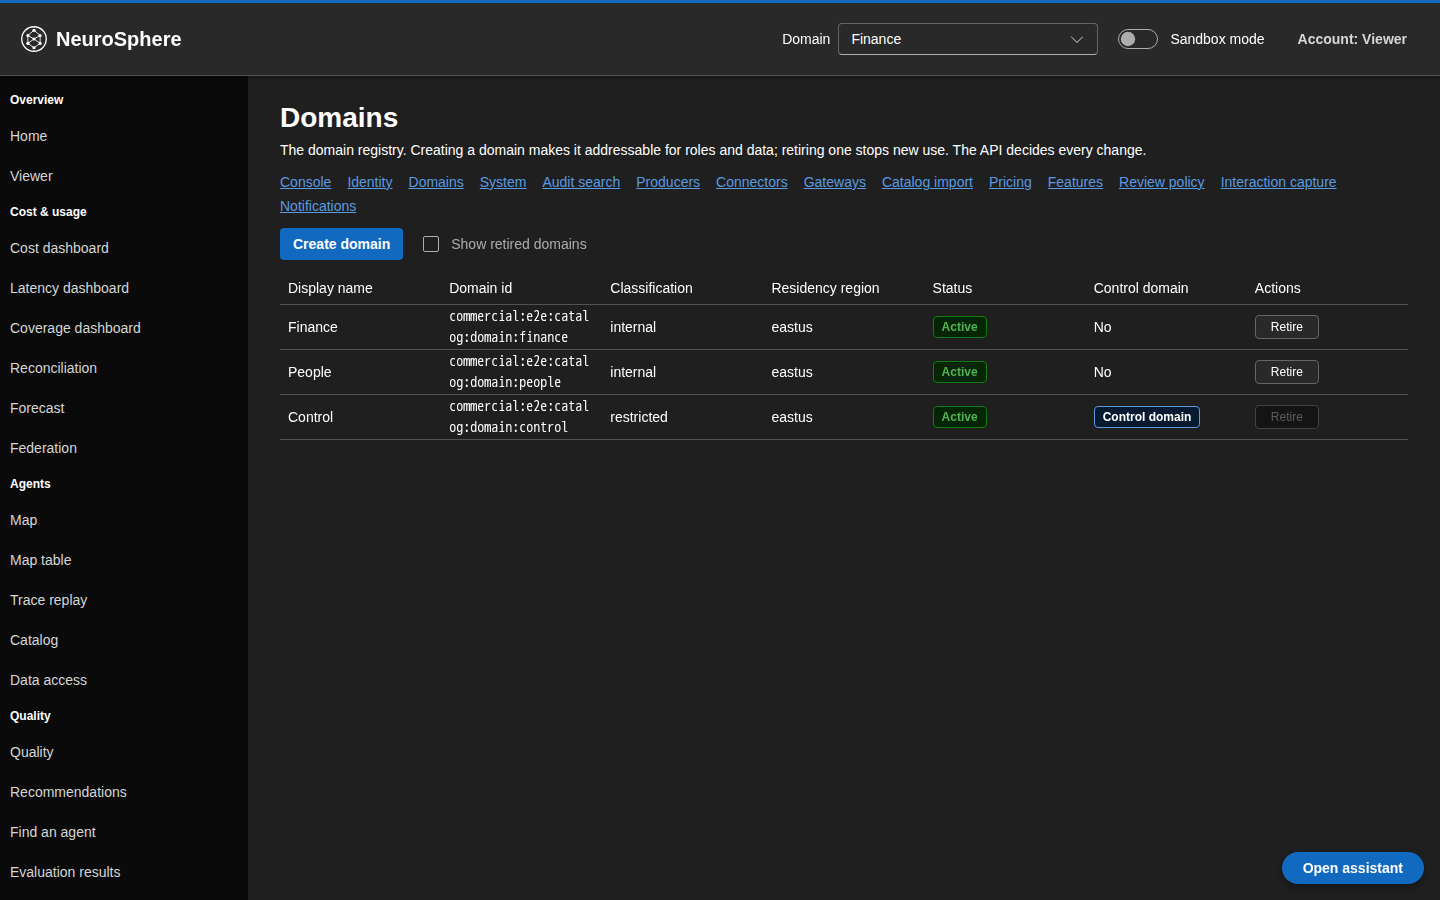 NeuroSphere
Domain
Finance
Sandbox mode
Account: Viewer
Overview
Home
Viewer
Cost & usage
Cost dashboard
Latency dashboard
Coverage dashboard
Reconciliation
Forecast
Federation
Agents
Map
Map table
Trace replay
Catalog
Data access
Quality
Quality
Recommendations
Find an agent
Evaluation results
Domains
The domain registry. Creating a domain makes it addressable for roles and data; retiring one stops new use. The API decides every change.
Console Identity Domains System Audit search Producers Connectors Gateways Catalog import Pricing Features Review policy Interaction capture
Notifications
Create domain Show retired domains
Display name Domain id Classification Residency region Status Control domain Actions
Finance commercial:e2e:catal internal eastus Active No Retire
og:domain:finance
People commercial:e2e:catal internal eastus Active No Retire
og:domain:people
Control commercial:e2e:catal restricted eastus Active Control domain Retire
og:domain:control
Open assistant